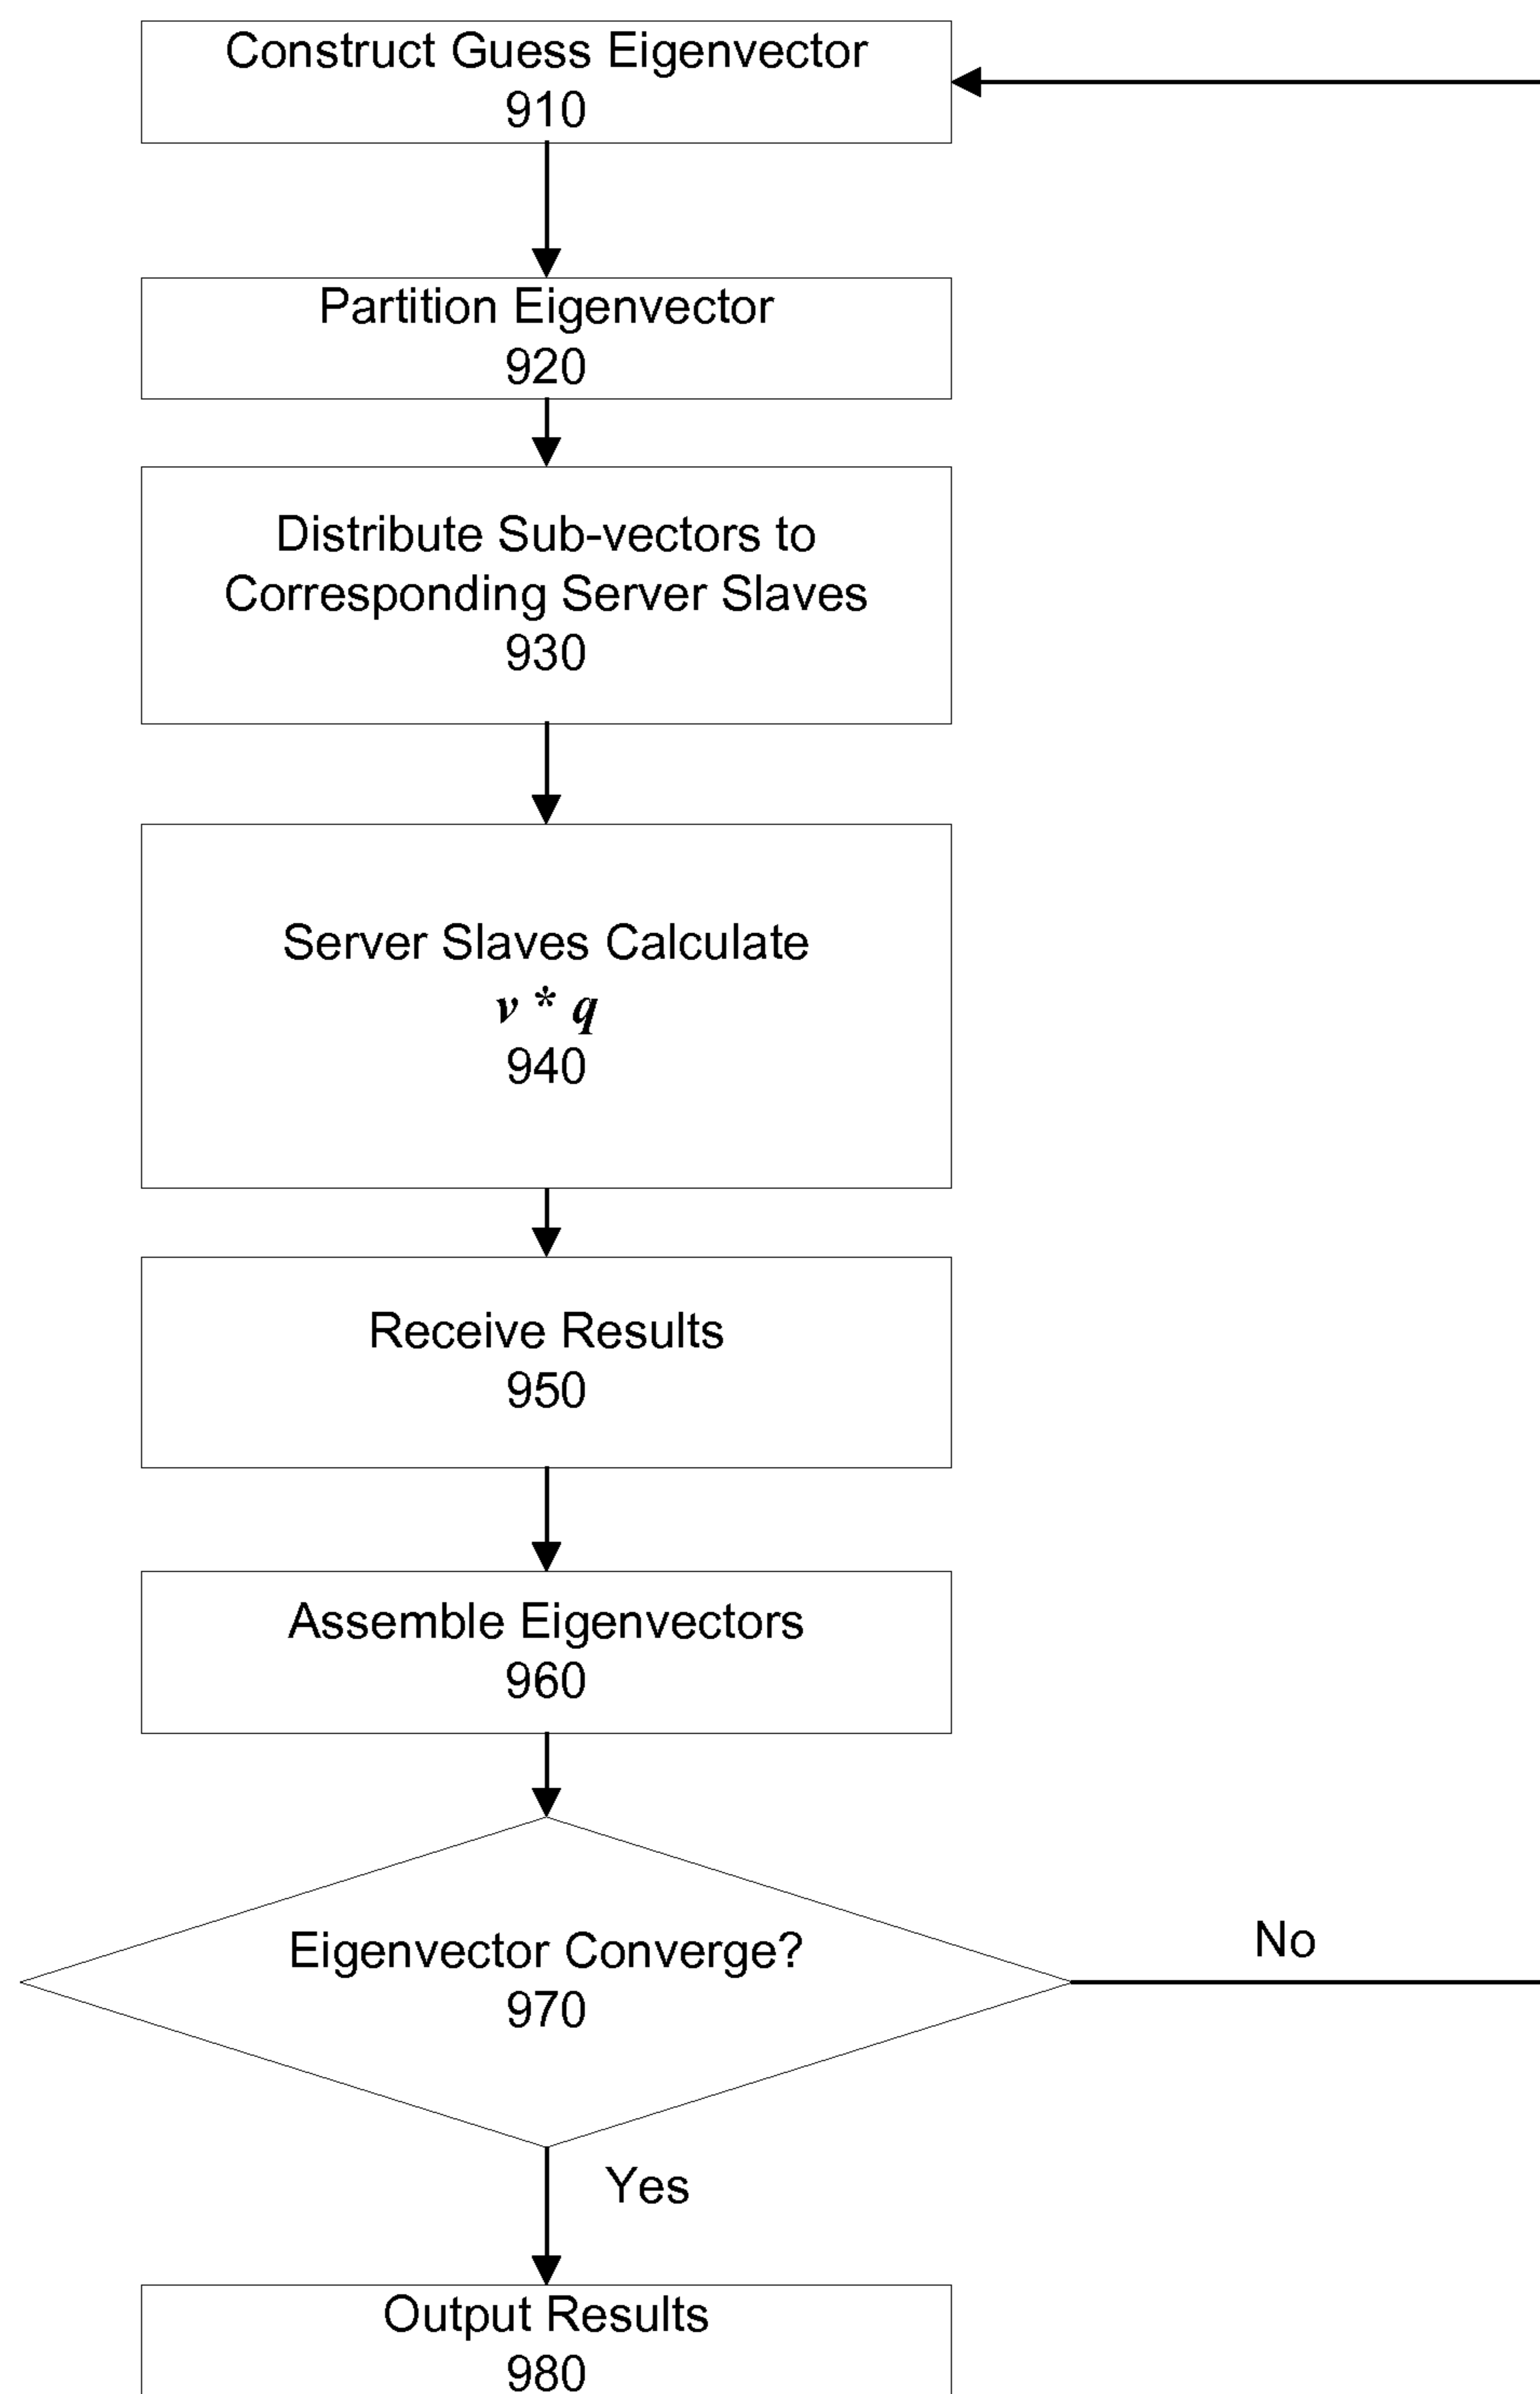 Construct Guess Eigenvector
910
Partition Eigenvector
920
Distribute Sub-vectors to
Corresponding Server Slaves
930
Server Slaves Calculate
v * q
940
Receive Results
950
Assemble Eigenvectors
960
Eigenvector Converge?
970
No
Yes
Output Results
980